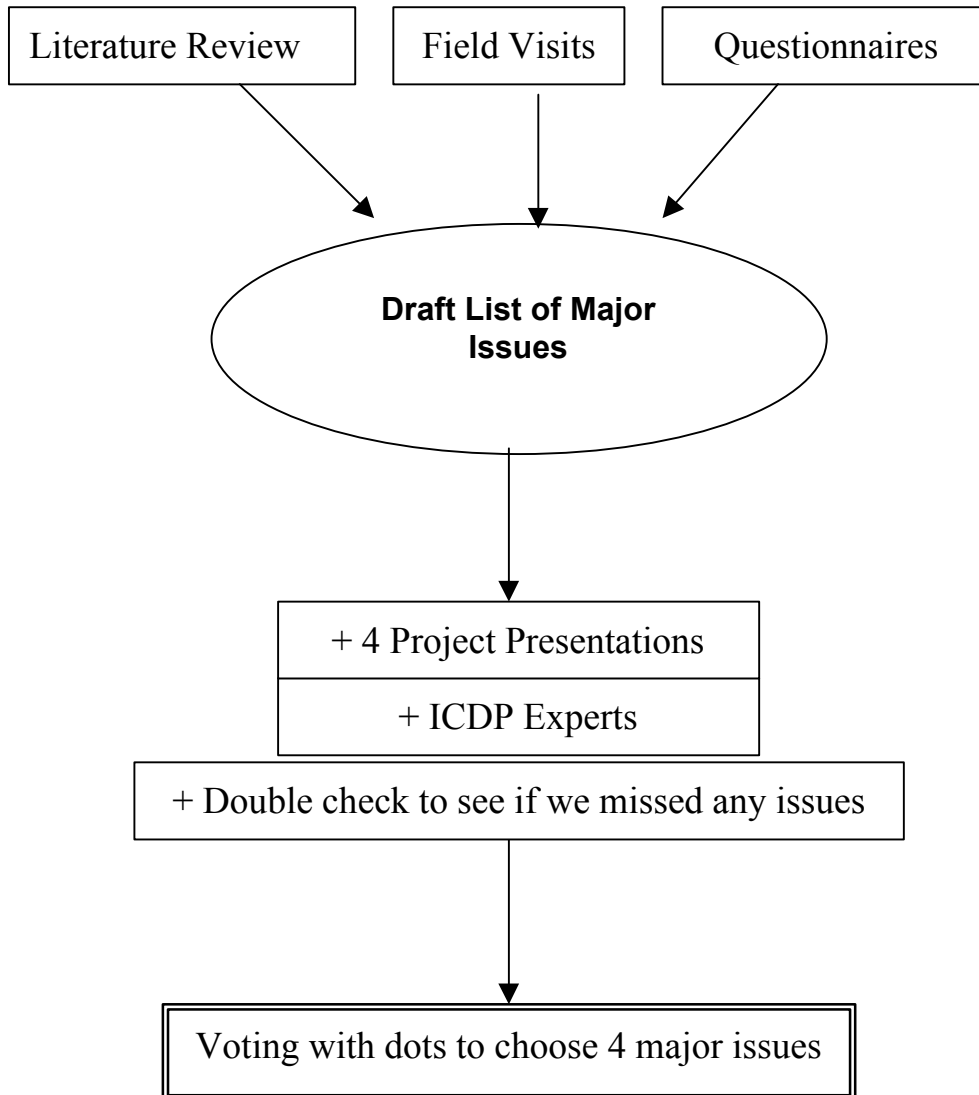 Literature Review
Field Visits
Questionnaires
Draft List of Major
Issues
+ 4 Project Presentations
+ ICDP Experts
+ Double check to see if we missed any issues
Voting with dots to choose 4 major issues